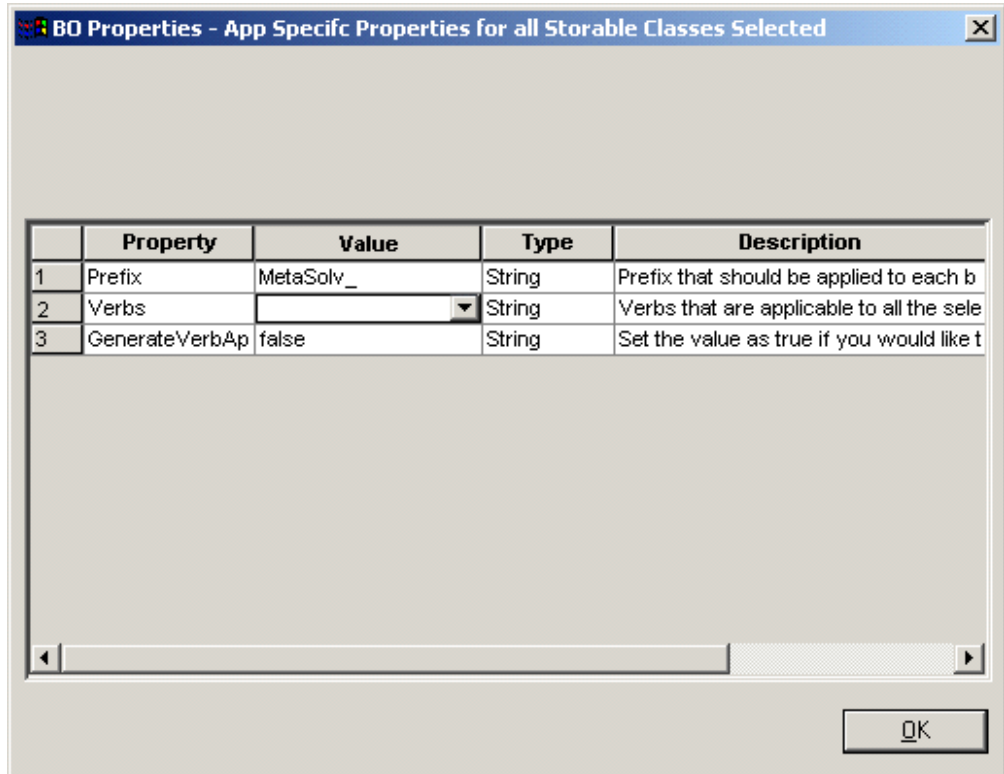 BO Properties - App Specifc Properties for all Storable Classes Selected
Property Value Type Description
1 Prefix MetaSolv_ String Prefix that should be applied to each b
2 Verbs String Verbs that are applicable to all the sele
3 GenerateVerbAp false String Set the value as true if you would like t
OK